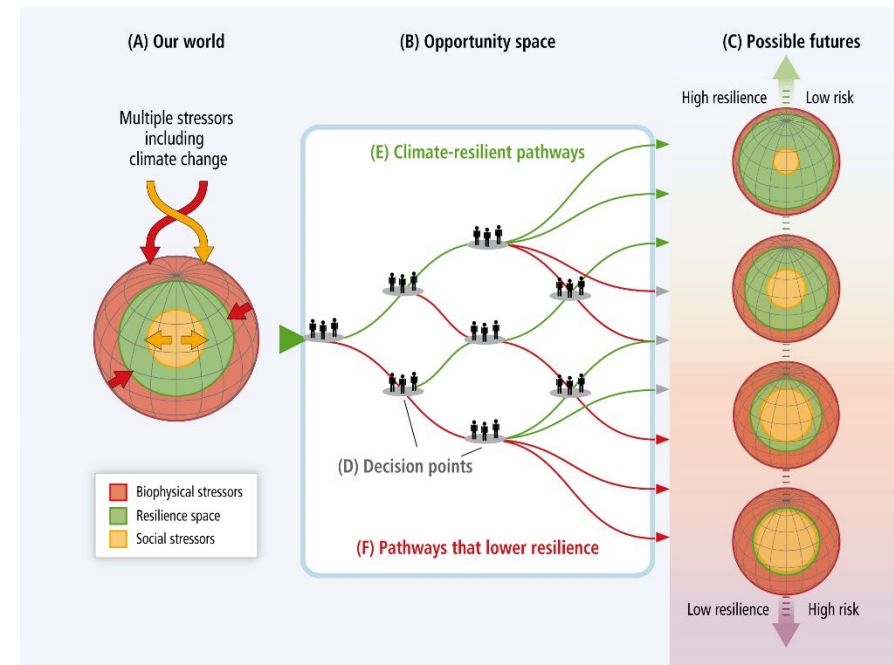 (A) Our world
(B) Opportunity space
(C) Possible futures
Multiple stressors
including
climate change
Biophysical stressors
Resilience space
Social stressors
(E) Climate-resilient pathways
(D) Decision points
(F) Pathways that lower resilience
High resilience
Low risk
Low resilience
High risk